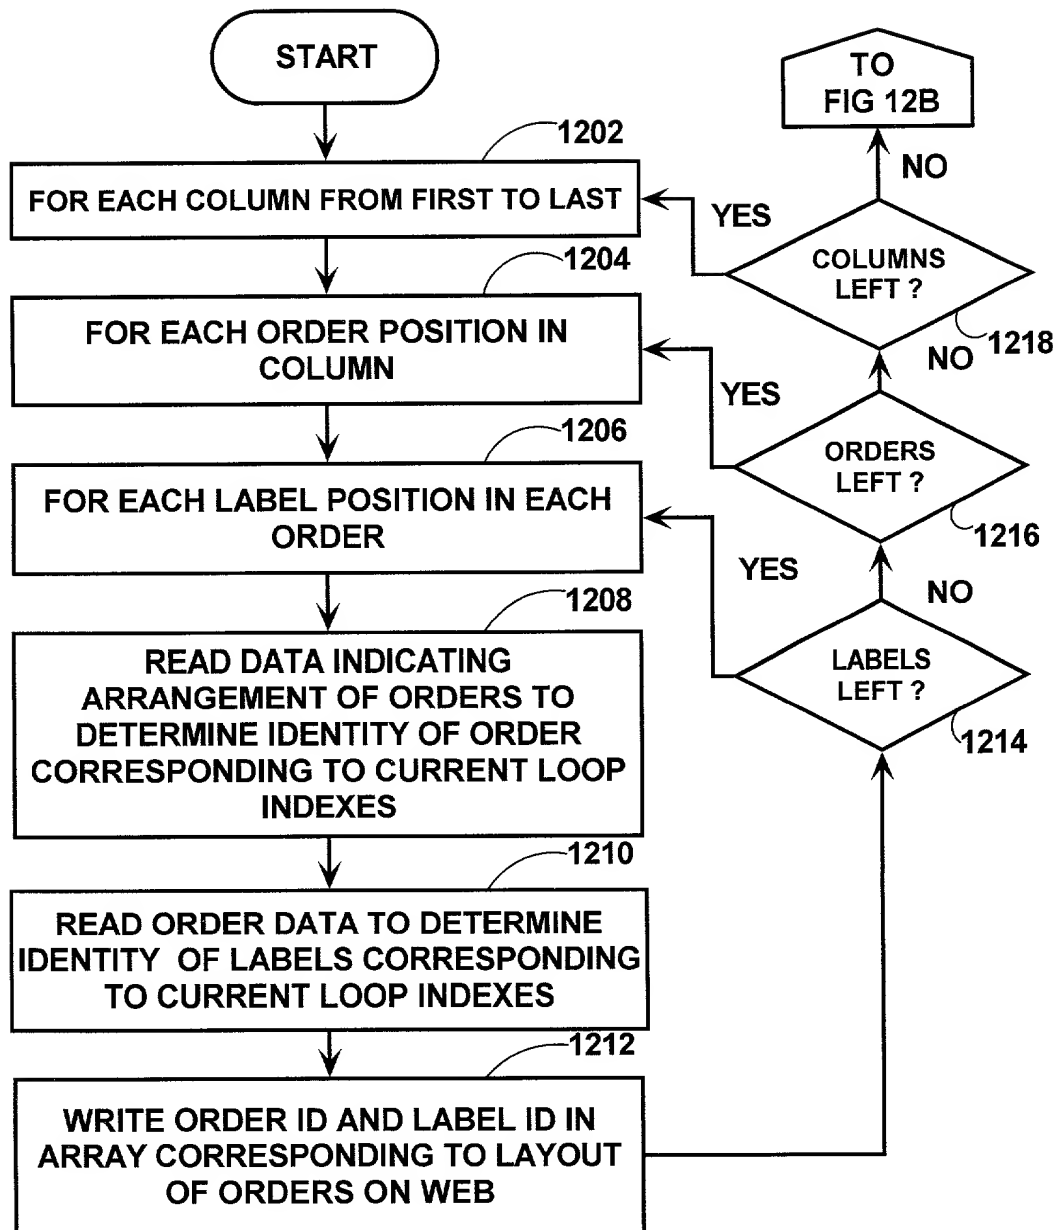 START
1202
FOR EACH COLUMN FROM FIRST TO LAST
1204
FOR EACH ORDER POSITION IN
COLUMN
1206
FOR EACH LABEL POSITION IN EACH
ORDER
1208
READ DATA INDICATING
ARRANGEMENT OF ORDERS TO
DETERMINE IDENTITY OF ORDER
CORRESPONDING TO CURRENT LOOP
INDEXES
1210
READ ORDER DATA TO DETERMINE
IDENTITY OF LABELS CORRESPONDING
TO CURRENT LOOP INDEXES
1212
WRITE ORDER ID AND LABEL ID IN
ARRAY CORRESPONDING TO LAYOUT
OF ORDERS ON WEB
TO
FIG 12B
NO
YES
COLUMNS
LEFT ?
1218
NO
YES
ORDERS
LEFT ?
1216
YES
NO
LABELS
LEFT ?
1214